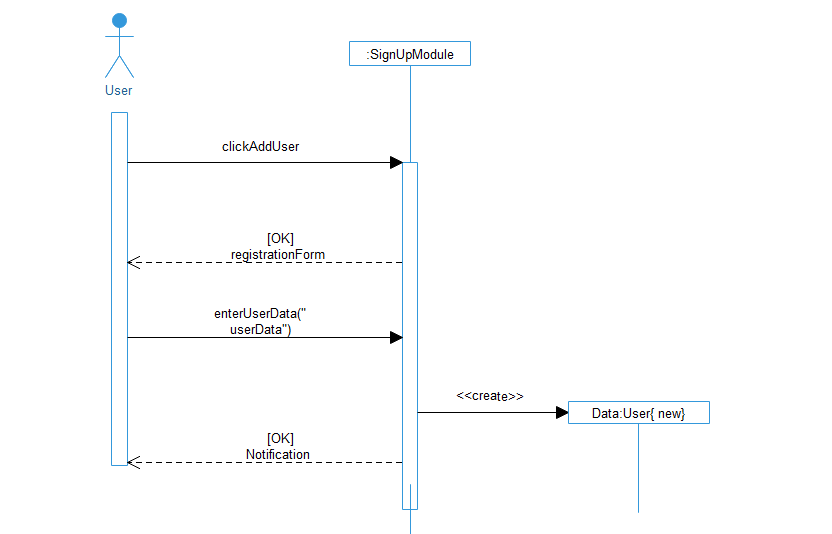 :SignUpModule
User
clickAddUser
[OK]
registrationForm
enterUserData("
userData")
<<create>>
Data:User{ new}
[OK]
Notification